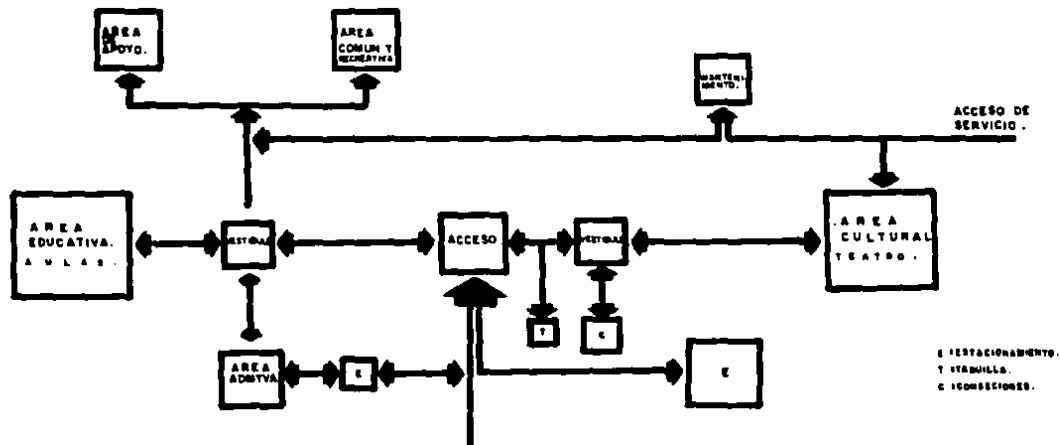 AREA
DE
APOYO.
AREA
COMUN Y
RECREATIVA
MANTENI-
MIENTO.
ACCESO DE
SERVICIO.
AREA
EDUCATIVA.
AULAS.
VESTIBULO
ACCESO
VESTIBULO
.AREA
CULTURAL
TEATRO.
T
C
AREA
ADMTVA.
E
E
E :ESTACIONAMIENTO.
T :TAQUILLA.
C :CONSECIONES.